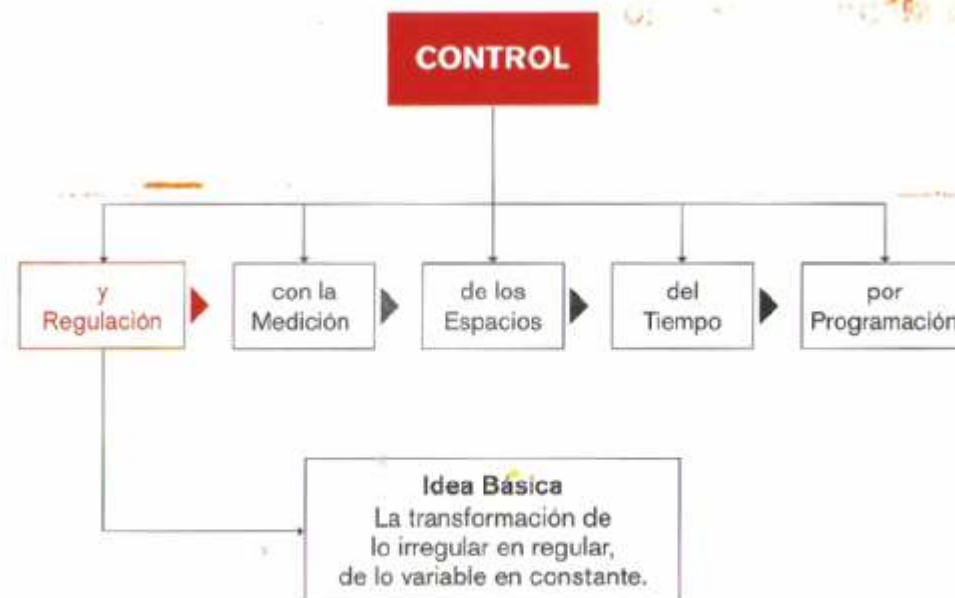 CONTROL
y
Regulación
con la
Medición
de los
Espacios
del
Tiempo
por
Programación
Idea Básica
La transformación de
lo irregular en regular,
de lo variable en constante.